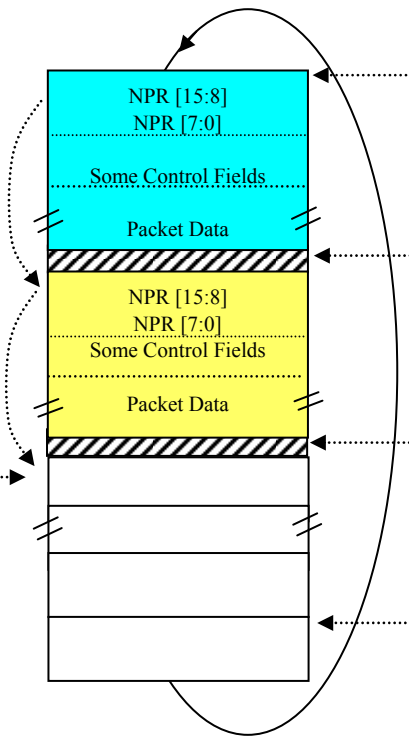 NPR [15:8]
NPR [7:0]
Some Control Fields
Packet Data
NPR [15:8]
NPR [7:0]
Some Control Fields
Packet Data